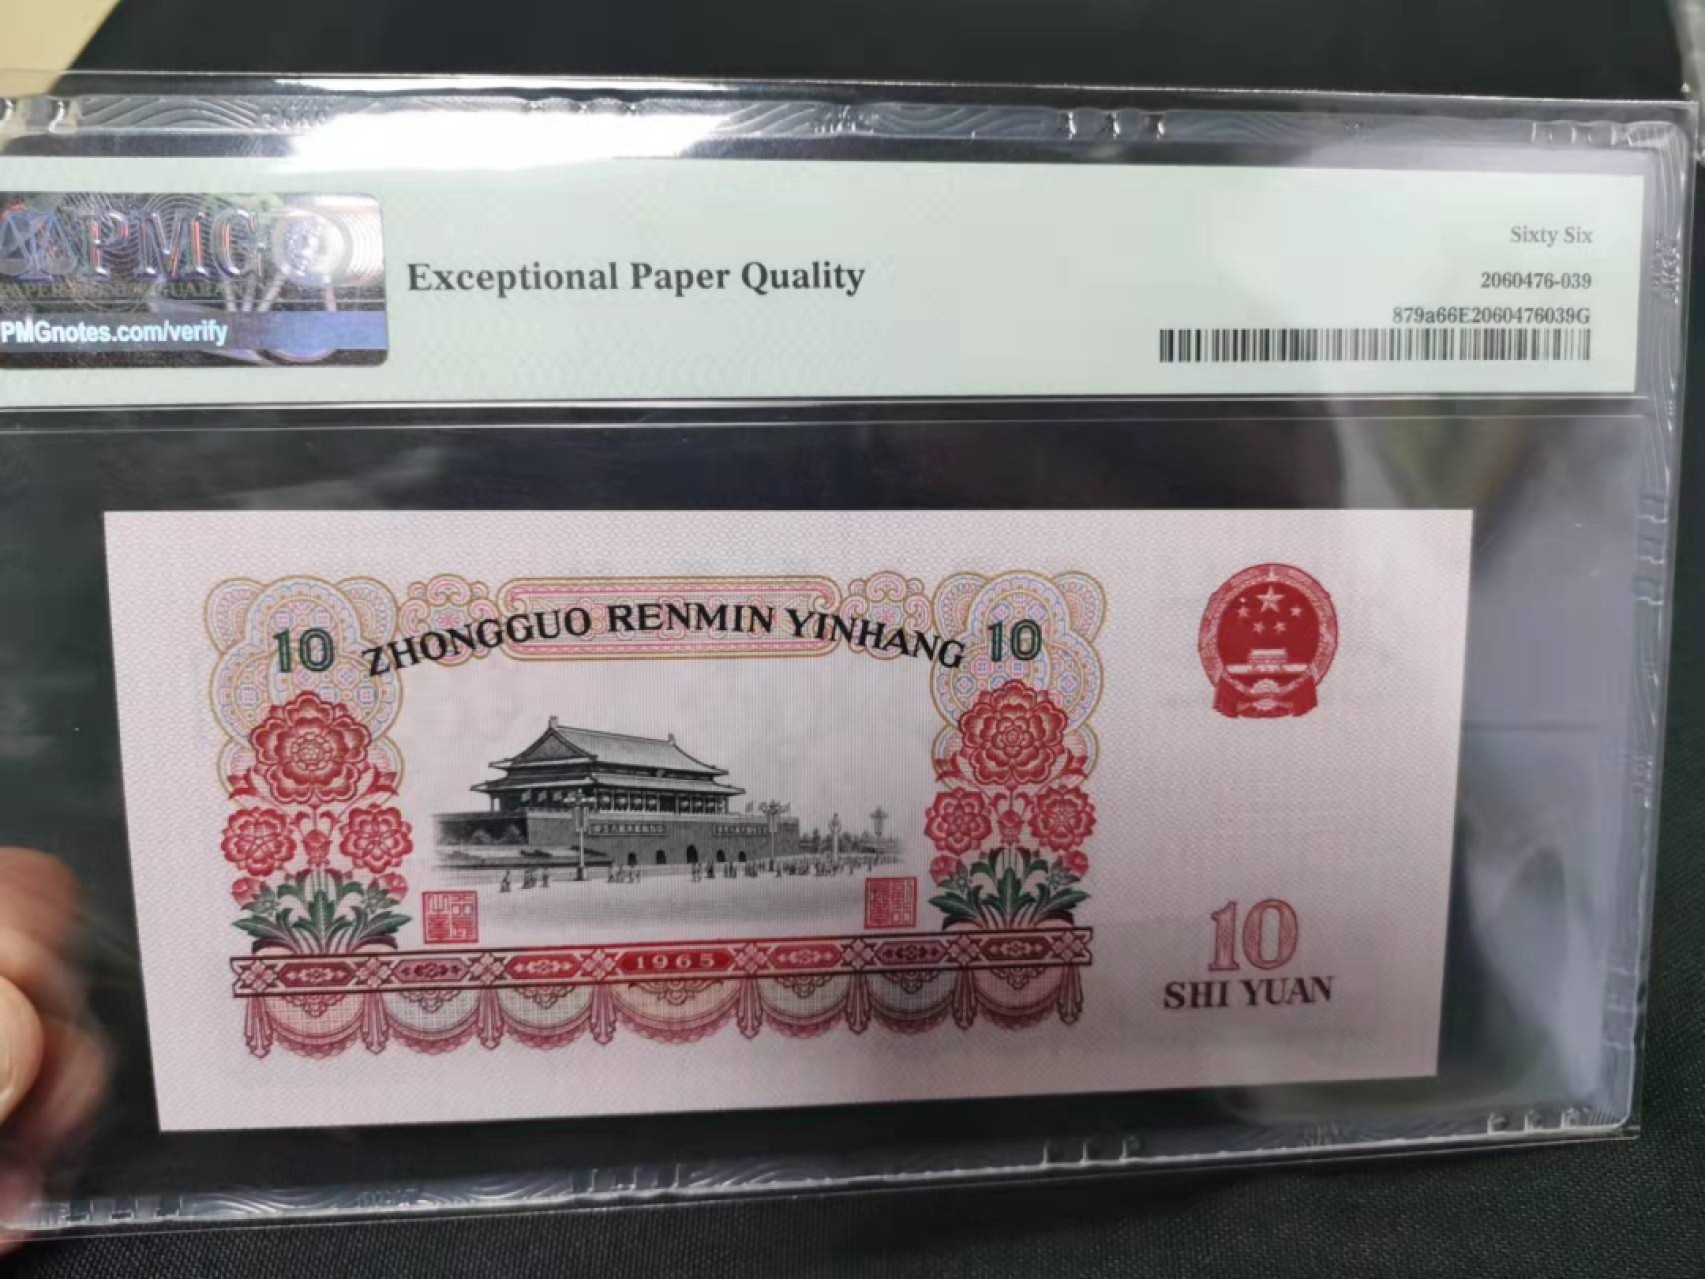 PMG
PMGnotes.com/verify
Exceptional Paper Quality
Sixty Six
2060476-039
879a66E2060476039G
10 ZHONGGUO RENMIN YINHANG 10
1965
10
SHI YUAN